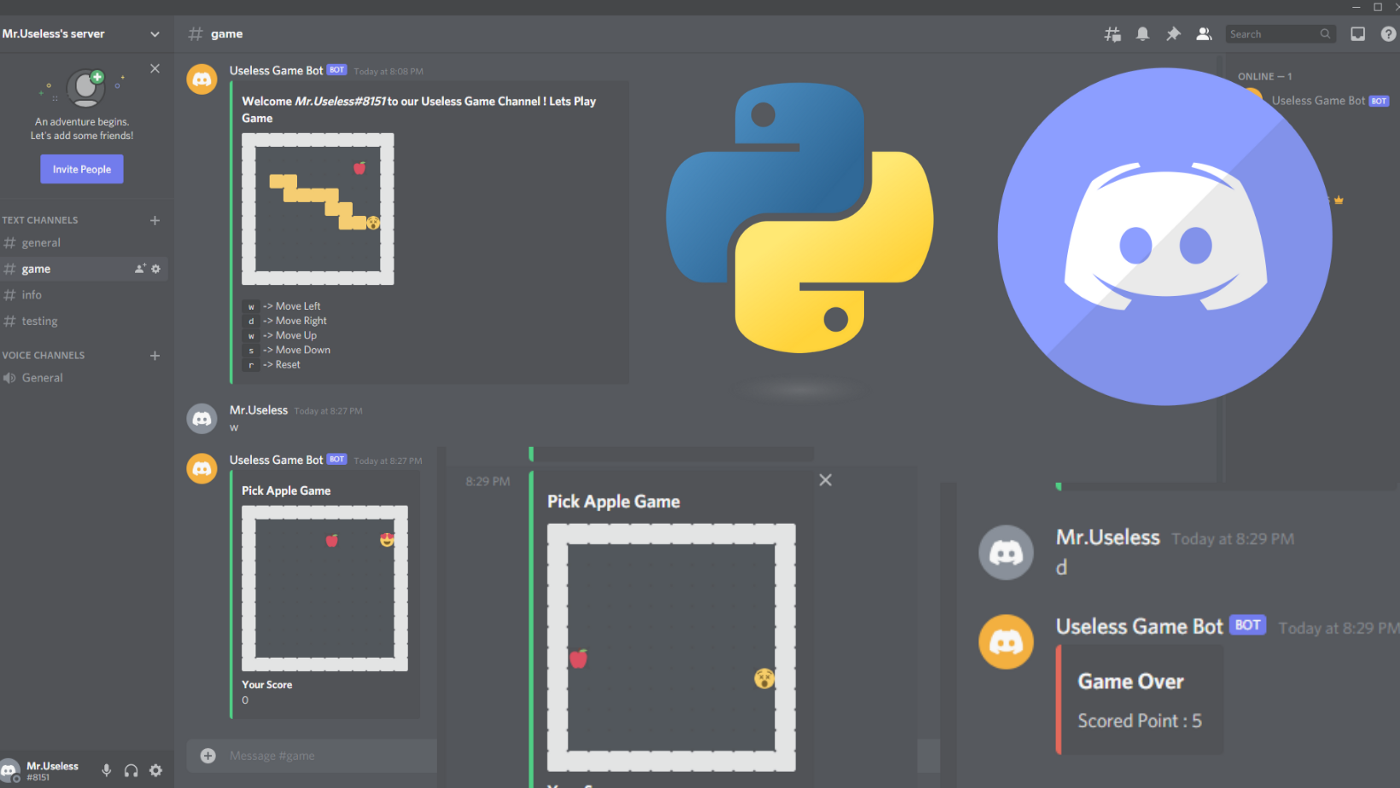 Mr.Useless's server
An adventure begins.
Let's add some friends!
Invite People
TEXT CHANNELS
# general
# game
# info
# testing
VOICE CHANNELS
General
Mr.Useless
#8151
# game
Search
Useless Game Bot BOT Today at 8:08 PM
Welcome Mr.Useless#8151 to our Useless Game Channel ! Lets Play
Game
w -> Move Left
d -> Move Right
w -> Move Up
s -> Move Down
r -> Reset
Mr.Useless Today at 8:27 PM
w
Useless Game Bot BOT Today at 8:27 PM
Pick Apple Game
Your Score
0
Message #game
8:29 PM
Pick Apple Game
ONLINE — 1
Useless Game Bot BOT
Mr.Useless Today at 8:29 PM
d
Useless Game Bot BOT Today at 8:29 PM
Game Over
Scored Point : 5